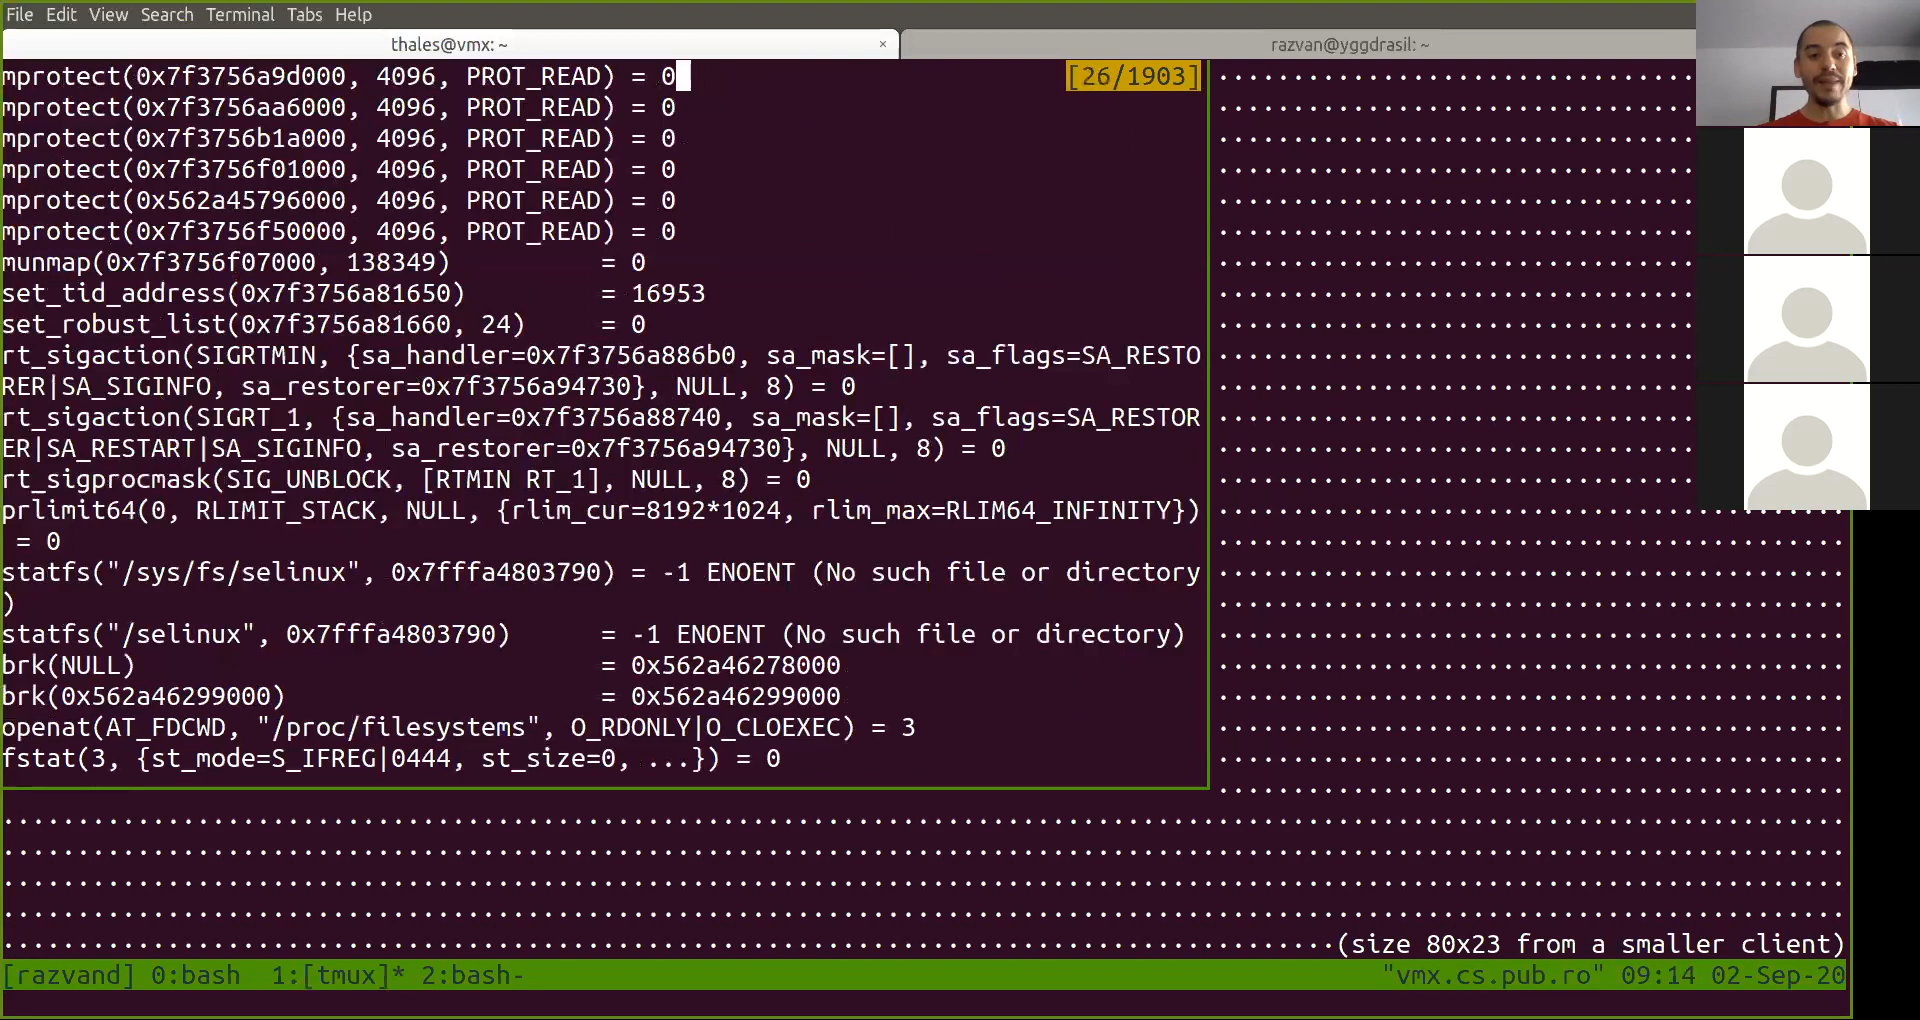 File Edit View Search Terminal Tabs Help
thales@vmx: ~ × razvan@yggdrasil: ~
mprotect(0x7f3756a9d000, 4096, PROT_READ) = 0 [26/1903]
mprotect(0x7f3756aa6000, 4096, PROT_READ) = 0
mprotect(0x7f3756b1a000, 4096, PROT_READ) = 0
mprotect(0x7f3756f01000, 4096, PROT_READ) = 0
mprotect(0x562a45796000, 4096, PROT_READ) = 0
mprotect(0x7f3756f50000, 4096, PROT_READ) = 0
munmap(0x7f3756f07000, 138349)          = 0
set_tid_address(0x7f3756a81650)         = 16953
set_robust_list(0x7f3756a81660, 24)     = 0
rt_sigaction(SIGRTMIN, {sa_handler=0x7f3756a886b0, sa_mask=[], sa_flags=SA_RESTO
RER|SA_SIGINFO, sa_restorer=0x7f3756a94730}, NULL, 8) = 0
rt_sigaction(SIGRT_1, {sa_handler=0x7f3756a88740, sa_mask=[], sa_flags=SA_RESTOR
ER|SA_RESTART|SA_SIGINFO, sa_restorer=0x7f3756a94730}, NULL, 8) = 0
rt_sigprocmask(SIG_UNBLOCK, [RTMIN RT_1], NULL, 8) = 0
prlimit64(0, RLIMIT_STACK, NULL, {rlim_cur=8192*1024, rlim_max=RLIM64_INFINITY})
 = 0
statfs("/sys/fs/selinux", 0x7fffa4803790) = -1 ENOENT (No such file or directory
)
statfs("/selinux", 0x7fffa4803790)      = -1 ENOENT (No such file or directory)
brk(NULL)                               = 0x562a46278000
brk(0x562a46299000)                     = 0x562a46299000
openat(AT_FDCWD, "/proc/filesystems", O_RDONLY|O_CLOEXEC) = 3
fstat(3, {st_mode=S_IFREG|0444, st_size=0, ...}) = 0
(size 80x23 from a smaller client)
[razvand] 0:bash  1:[tmux]* 2:bash- "vmx.cs.pub.ro" 09:14 02-Sep-20